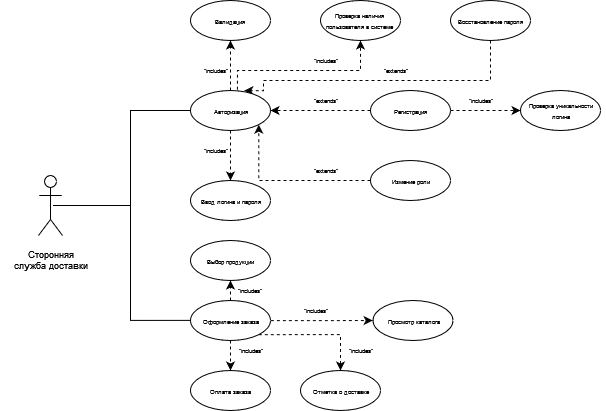 Валидация
Проверка наличия
пользователя в системе
Восстановление пароля
"includes"
"includes"
"extends"
Авторизация
"extends"
Регистрация
"includes"
Проверка уникальности
логина
"includes"
"extends"
Измение роли
Ввод логина и пароля
Сторонняя
служба доставки
Выбор продукции
"includes"
Оформление заказа
"includes"
Просмотр каталога
"includes"
"includes"
Оплата заказа
Отметка о доставке